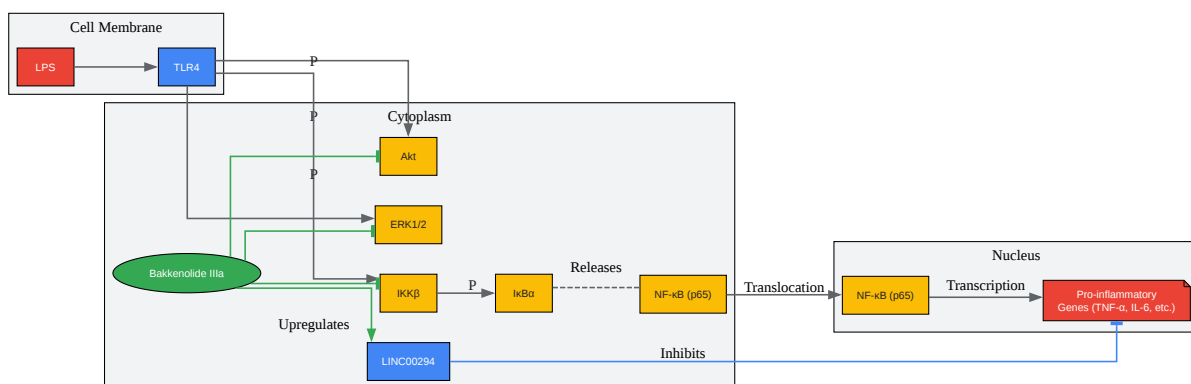 Cell Membrane
LPS
TLR4
P
P
Cytoplasm
Akt
P
ERK1/2
Bakkenolide IIIa
IKKβ
P
IκBα
Releases
NF-κB (p65)
Translocation
Nucleus
NF-κB (p65)
Transcription
Pro-inflammatory
Genes (TNF-α, IL-6, etc.)
Upregulates
LINC00294
Inhibits